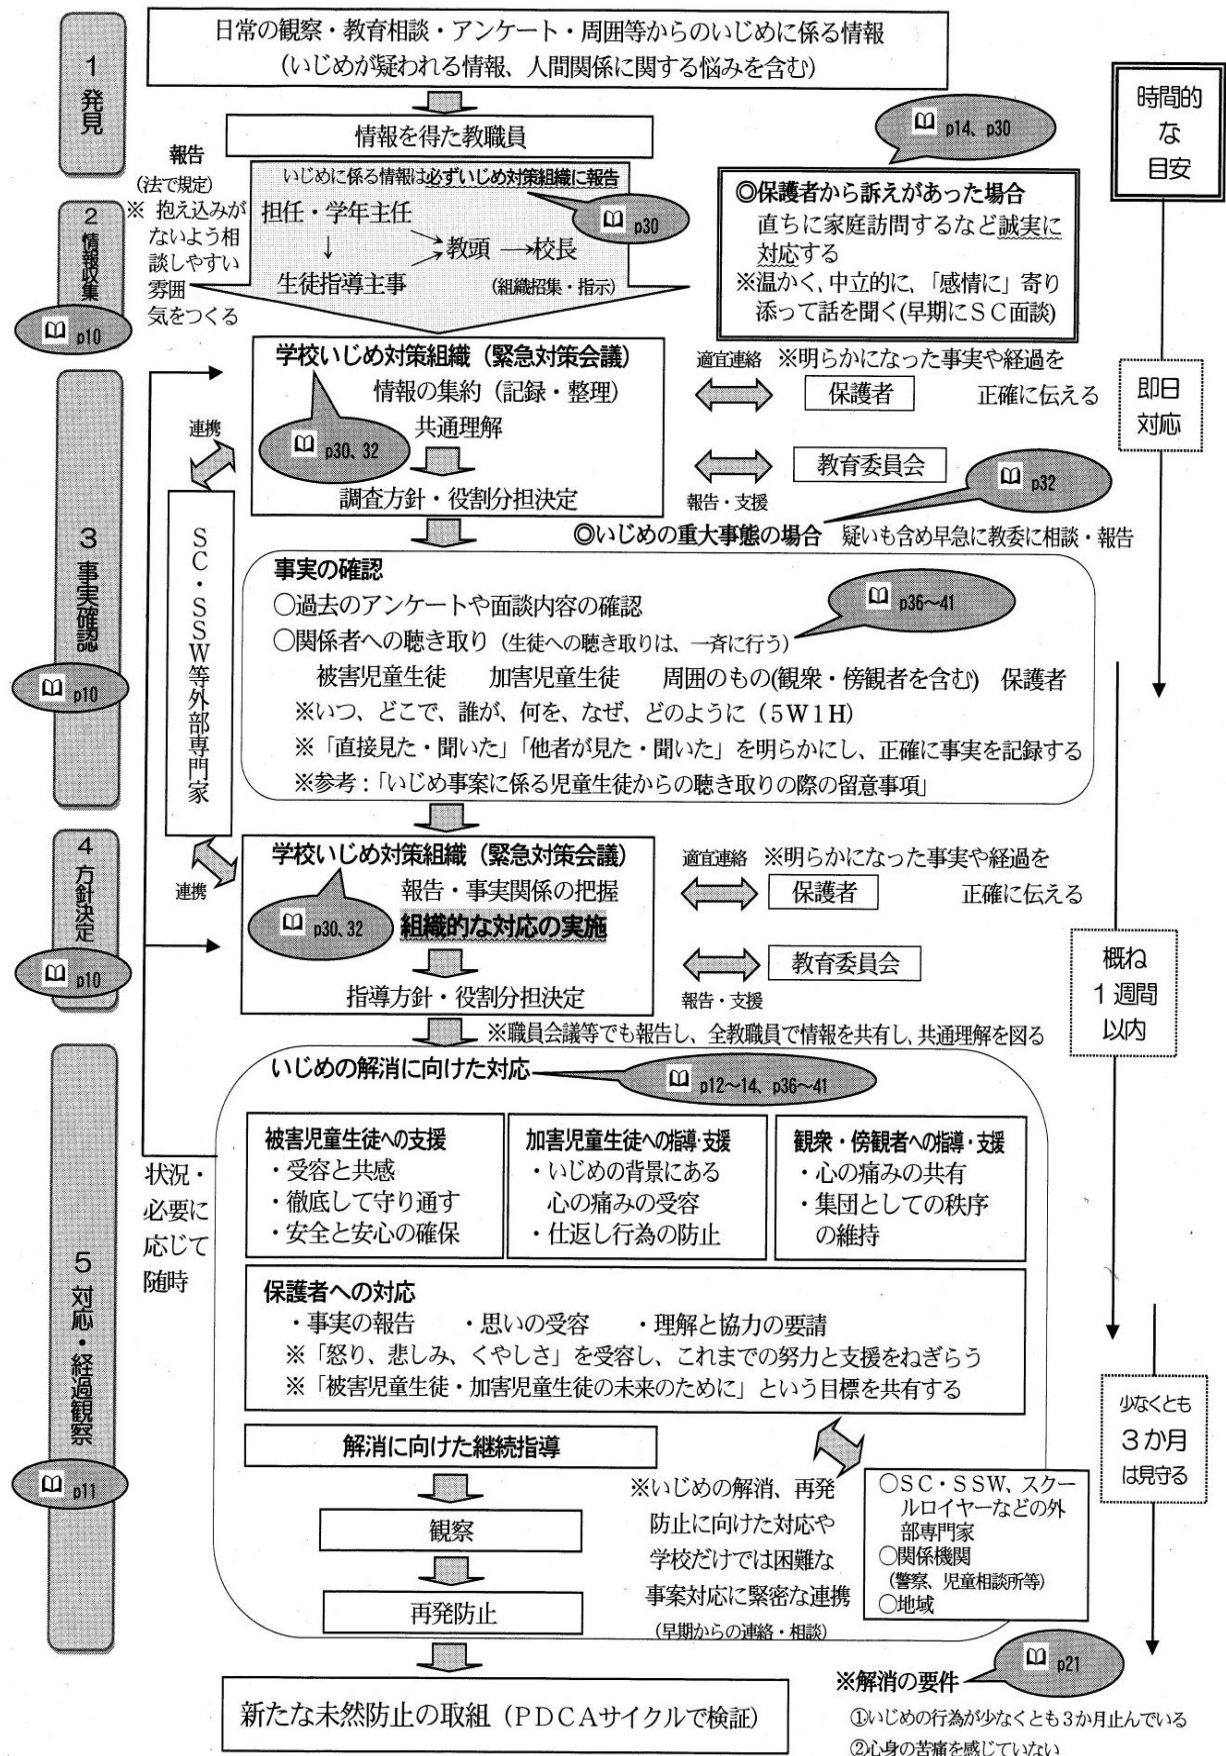 1 発見
日常の観察・教育相談・アンケート・周囲等からのいじめに係る情報
(いじめが疑われる情報、人間関係に関する悩みを含む)
情報を得た教職員
p14、p30
時間的
な
目安
報告
(法で規定)
※ 抱え込みが
ないよう相
談しやすい
雰囲
気をつくる
いじめに係る情報は必ずいじめ対策組織に報告
担任・学年主任
↓
教頭 →校長
生徒指導主事
(組織招集・指示)
p30
◎保護者から訴えがあった場合
直ちに家庭訪問するなど誠実に
対応する
※温かく、中立的に、「感情に」寄り
添って話を聞く(早期にSC面談)
2 情報収集
p10
学校いじめ対策組織(緊急対策会議)
情報の集約(記録・整理)
共通理解
p30、32
調査方針・役割分担決定
適宜連絡 ※明らかになった事実や経過を
保護者 正確に伝える
教育委員会
報告・支援
p32
即日
対応
連携
◎いじめの重大事態の場合 疑いも含め早急に教委に相談・報告
3 事実確認
p10
SC・SSW等外部専門家
事実の確認
○過去のアンケートや面談内容の確認
p36～41
○関係者への聴き取り(生徒への聴き取りは、一斉に行う)
被害児童生徒 加害児童生徒 周囲のもの(観衆・傍観者を含む) 保護者
※いつ、どこで、誰が、何を、なぜ、どのように(5W1H)
※「直接見た・聞いた」「他者が見た・聞いた」を明らかにし、正確に事実を記録する
※参考:「いじめ事案に係る児童生徒からの聴き取りの際の留意事項」
4 方針決定
p10
連携
学校いじめ対策組織(緊急対策会議)
報告・事実関係の把握
p30、32
組織的な対応の実施
指導方針・役割分担決定
適宜連絡 ※明らかになった事実や経過を
保護者 正確に伝える
教育委員会
報告・支援
概ね
1週間
以内
※職員会議等でも報告し、全教職員で情報を共有し、共通理解を図る
5 対応・経過観察
p11
いじめの解消に向けた対応
p12～14、p36～41
状況・
必要に
応じて
随時
被害児童生徒への支援
・受容と共感
・徹底して守り通す
・安全と安心の確保
加害児童生徒への指導・支援
・いじめの背景にある
心の痛みの受容
・仕返し行為の防止
観衆・傍観者への指導・支援
・心の痛みの共有
・集団としての秩序
の維持
保護者への対応
・事実の報告 ・思いの受容 ・理解と協力の要請
※「怒り、悲しみ、くやしさ」を受容し、これまでの努力と支援をねぎらう
※「被害児童生徒・加害児童生徒の未来のために」という目標を共有する
少なくとも
3か月
は見守る
解消に向けた継続指導
観察
再発防止
※いじめの解消、再発
防止に向けた対応や
学校だけでは困難な
事案対応に緊密な連携
(早期からの連絡・相談)
○SC・SSW、スクー
ルロイヤーなどの外
部専門家
○関係機関
(警察、児童相談所等)
○地域
新たな未然防止の取組(PDCAサイクルで検証)
p21
※解消の要件
①いじめの行為が少なくとも3か月止んでいる
②心身の苦痛を感じていない